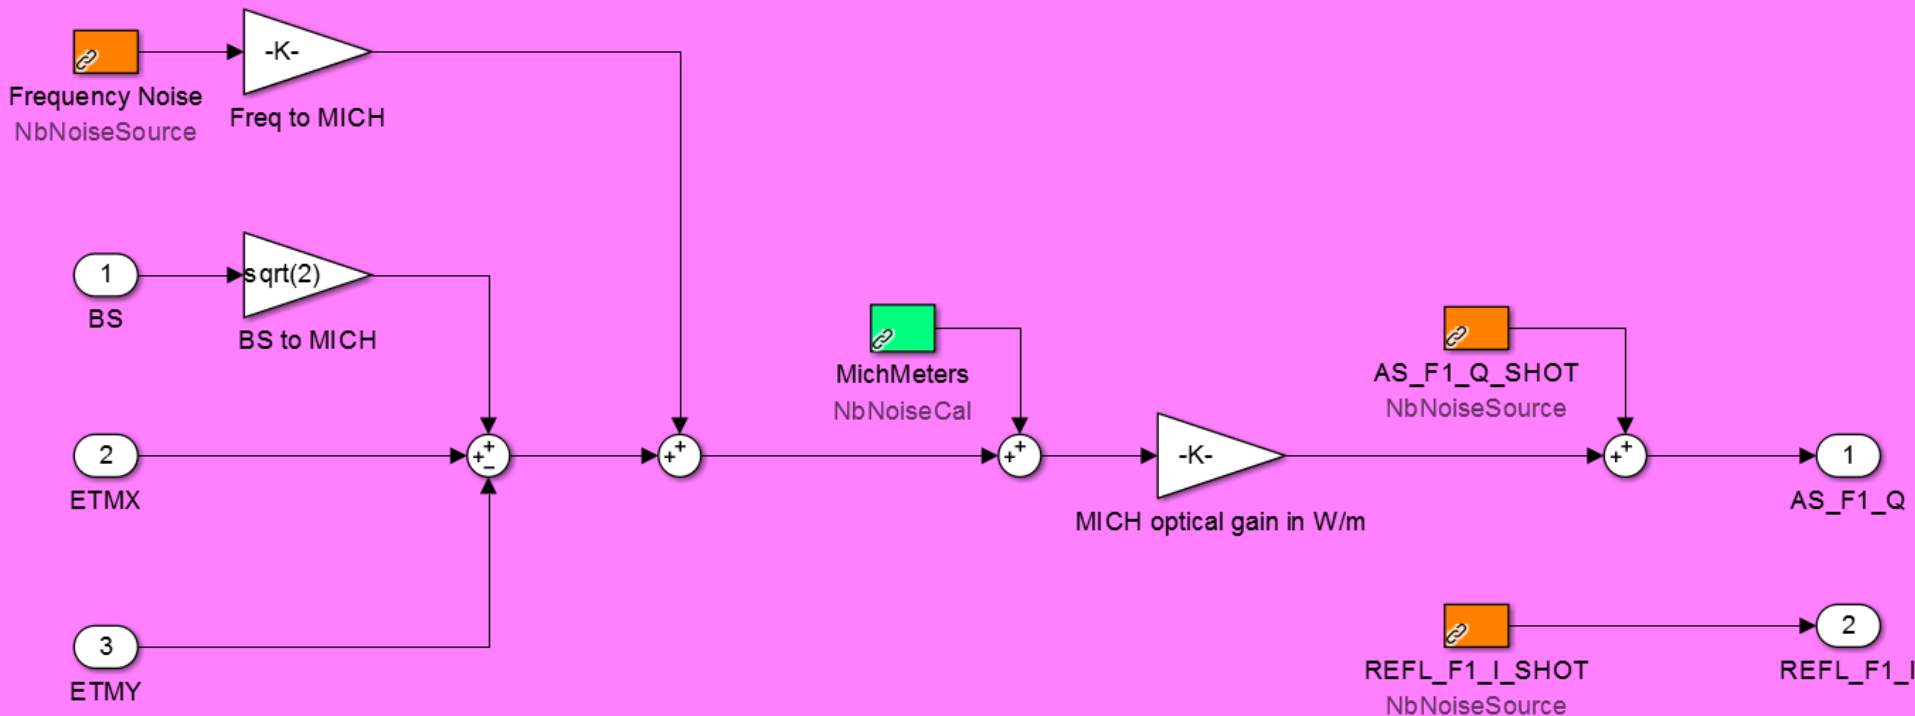 -K-
Frequency Noise
NbNoiseSource
Freq to MICH
1
BS
sqrt(2)
BS to MICH
MichMeters
NbNoiseCal
AS_F1_Q_SHOT
NbNoiseSource
2
ETMX
+
+
−
+
+
+
+
-K-
MICH optical gain in W/m
+
+
1
AS_F1_Q
3
ETMY
REFL_F1_I_SHOT
NbNoiseSource
2
REFL_F1_I